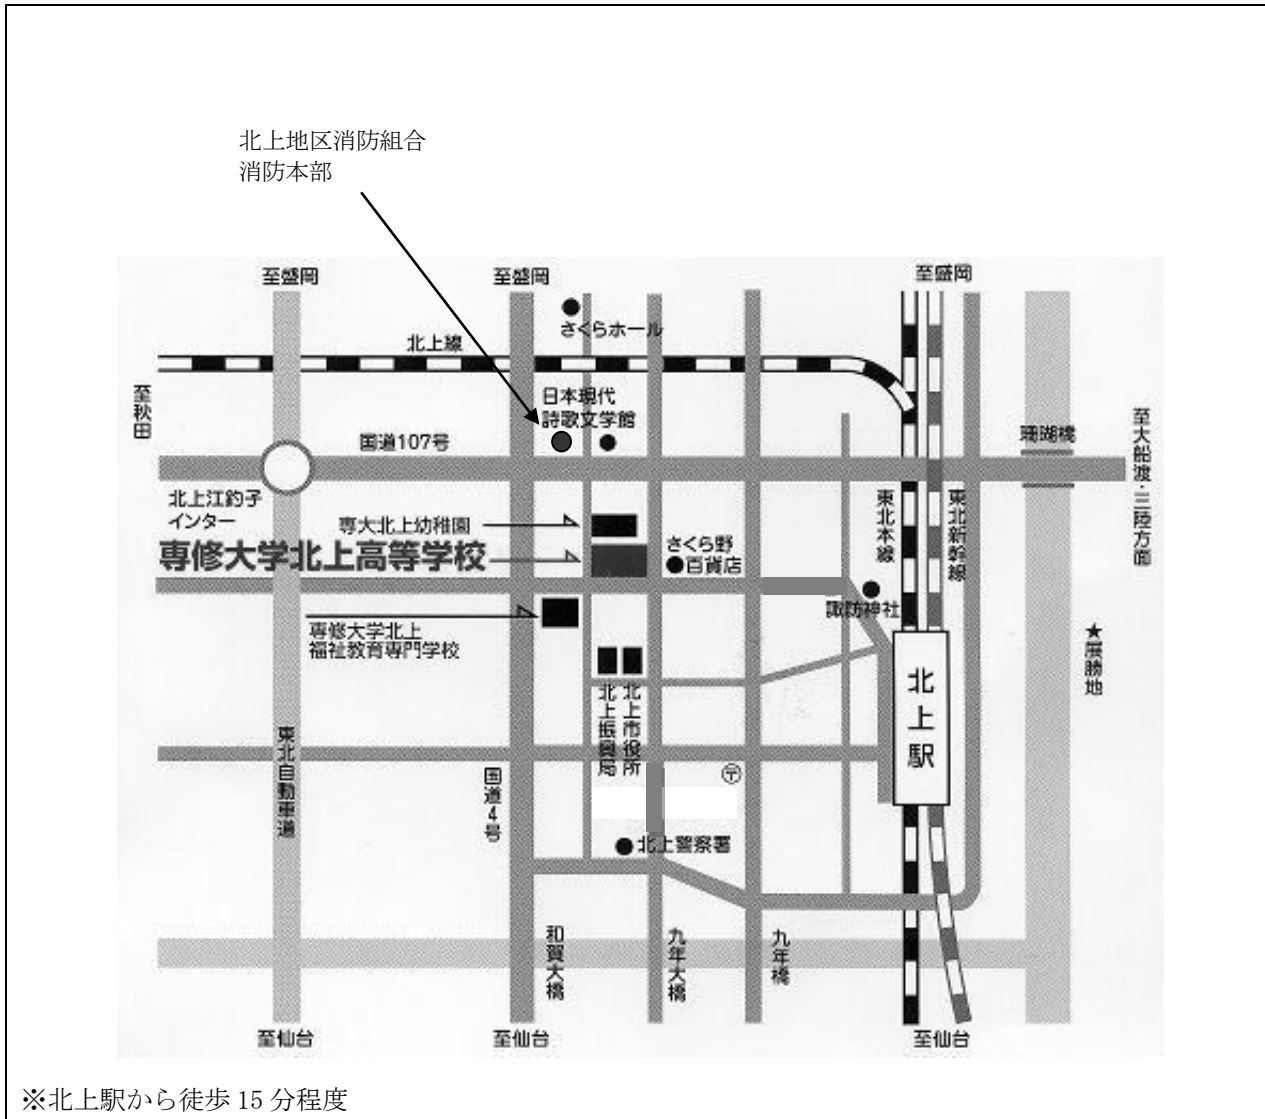 北上地区消防組合
消防本部
至盛岡
至盛岡
至盛岡
さくらホール
北上線
至秋田
日本現代
詩歌文学館
国道107号
珊瑚橋
至大船渡・三陸方面
北上江釣子
インター
専大北上幼稚園
専修大学北上高等学校
さくら野
百貨店
東北本線
東北新幹線
諏訪神社
専修大学北上
福祉教育専門学校
北上振興局
北上市役所
北上駅
★展勝地
東北自動車道
国道4号
〒
北上警察署
和賀大橋
九年大橋
九年橋
至仙台
至仙台
至仙台
※北上駅から徒歩 15 分程度